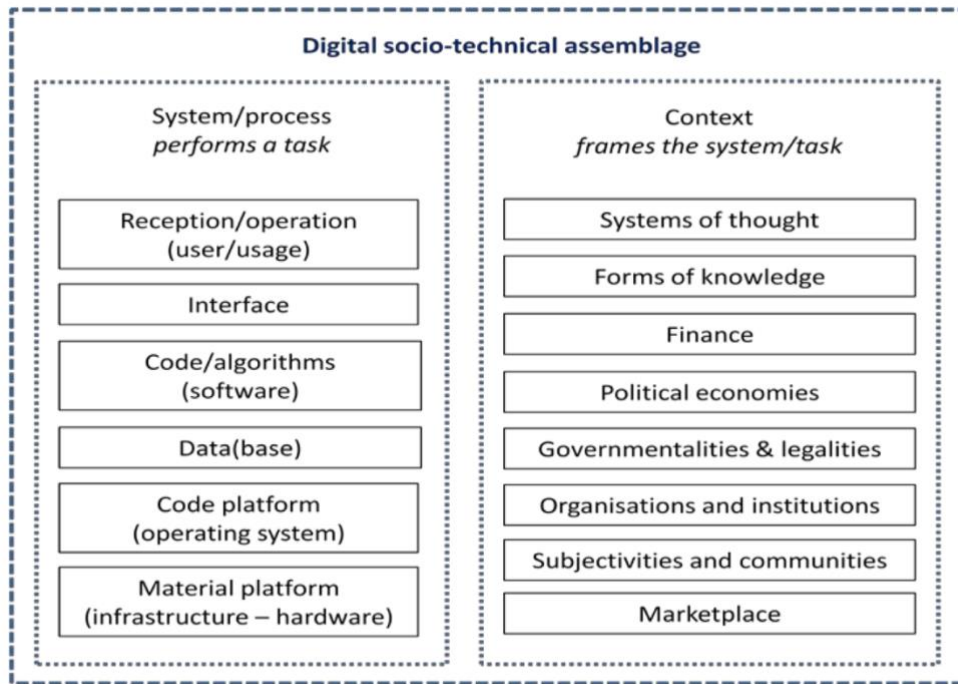 Digital socio-technical assemblage
System/process
performs a task
Reception/operation
(user/usage)
Interface
Code/algorithms
(software)
Data(base)
Code platform
(operating system)
Material platform
(infrastructure – hardware)
Context
frames the system/task
Systems of thought
Forms of knowledge
Finance
Political economies
Governmentalities & legalities
Organisations and institutions
Subjectivities and communities
Marketplace